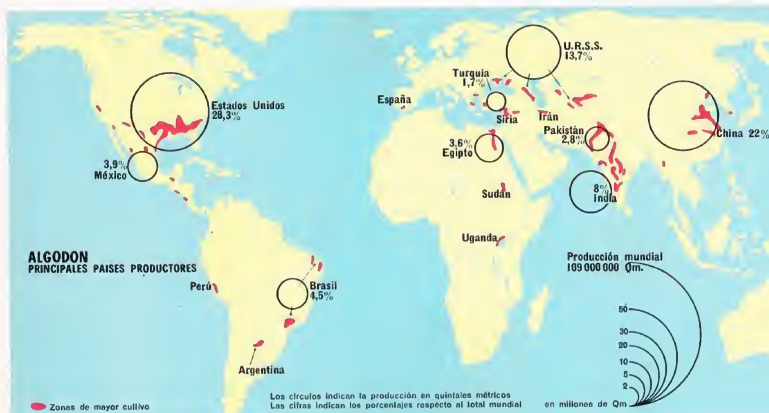 U.R.S.S.
13,7%
Turquía
1,7%
Estados Unidos
28,3%
España
Siria
Irán
Pakistán
2,8%
China 22%
3,6%
Egipto
3,9%
México
8%
India
Sudán
Uganda
ALGODON
PRINCIPALES PAISES PRODUCTORES
Perú
Brasil
4,5%
Argentina
Producción mundial
109 000 000 Qm.
50
30
20
10
5
2
Zonas de mayor cultivo
Los círculos indican la producción en quintales métricos
Las cifras indican los porcentajes respecto al total mundial
en millones de Qm